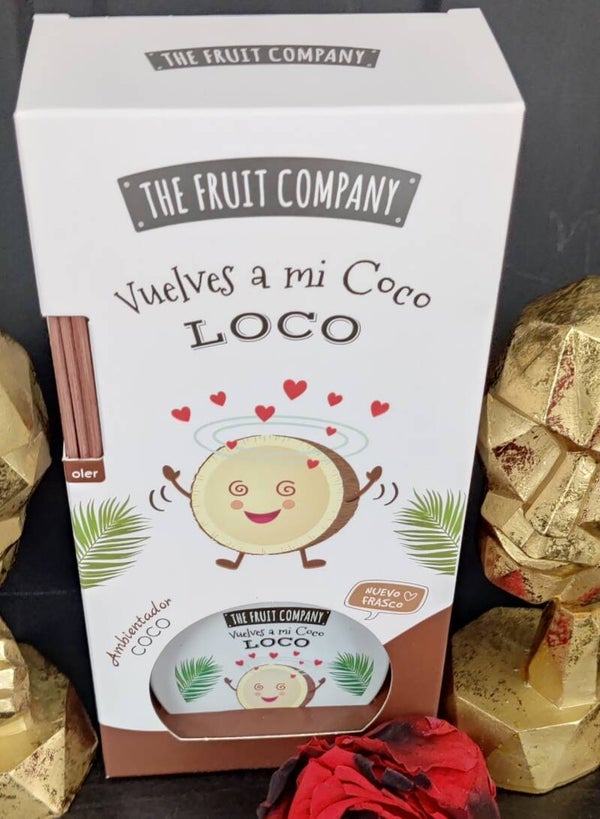 THE FRUIT COMPANY
THE FRUIT COMPANY
Vuelves a mi Coco
LOCO
oler
NUEVO
FRASCO
Ambientador
COCO
THE FRUIT COMPANY
Vuelves a mi Coco
LOCO